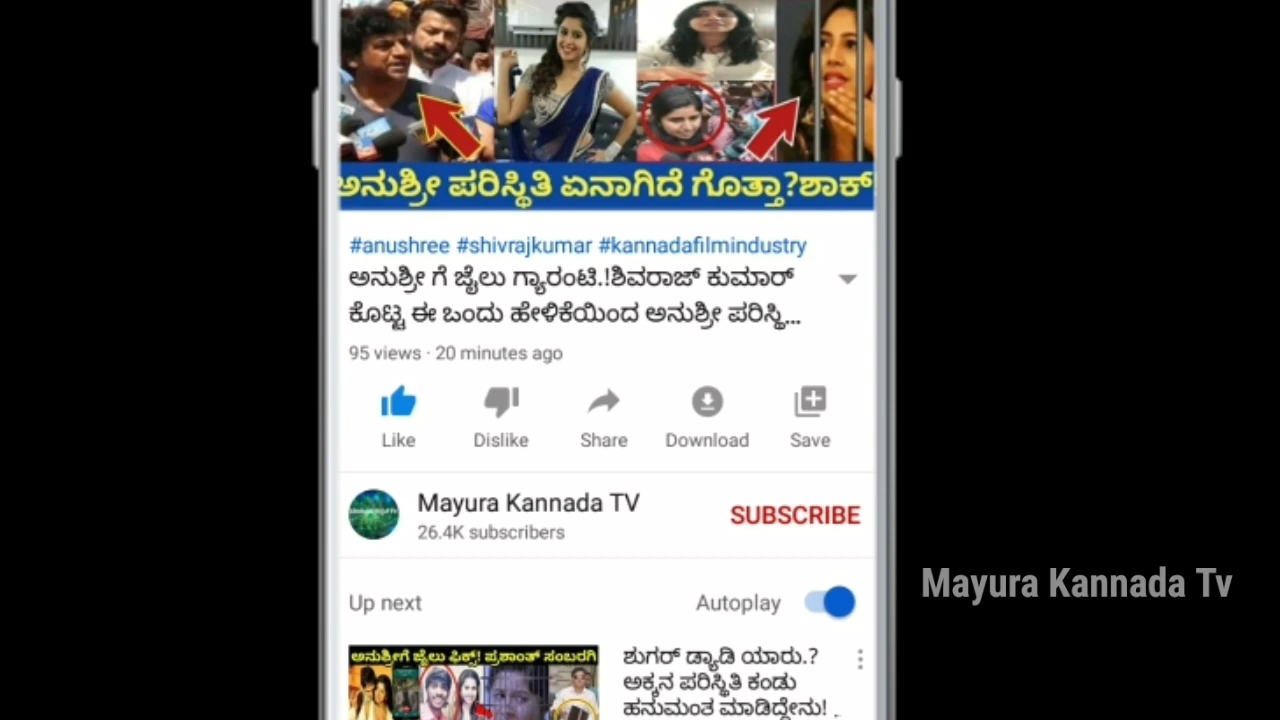 ಅನುಶ್ರೀ ಪರಿಸ್ಥಿತಿ ಏನಾಗಿದೆ ಗೊತ್ತಾ?ಶಾಕ್
#anushree #shivrajkumar #kannadafilmindustry
ಅನುಶ್ರೀ ಗೆ ಜೈಲು ಗ್ಯಾರಂಟಿ.!ಶಿವರಾಜ್ ಕುಮಾರ್
ಕೊಟ್ಟ ಈ ಒಂದು ಹೇಳಿಕೆಯಿಂದ ಅನುಶ್ರೀ ಪರಿಸ್ಥಿ...
95 views · 20 minutes ago
Like Dislike Share Download Save
Mayura Kannada TV
26.4K subscribers
SUBSCRIBE
Mayura Kannada Tv
Up next Autoplay
ಅನುಶ್ರೀಗೆ ಜೈಲು ಫಿಕ್ಸ್! ಪ್ರಶಾಂತ್ ಸಂಬರಗಿ
ಶುಗರ್ ಡ್ಯಾಡಿ ಯಾರು.?
ಅಕ್ಕನ ಪರಿಸ್ಥಿತಿ ಕಂಡು
ಹನುಮಂತ ಮಾಡಿದ್ದೇನು! .